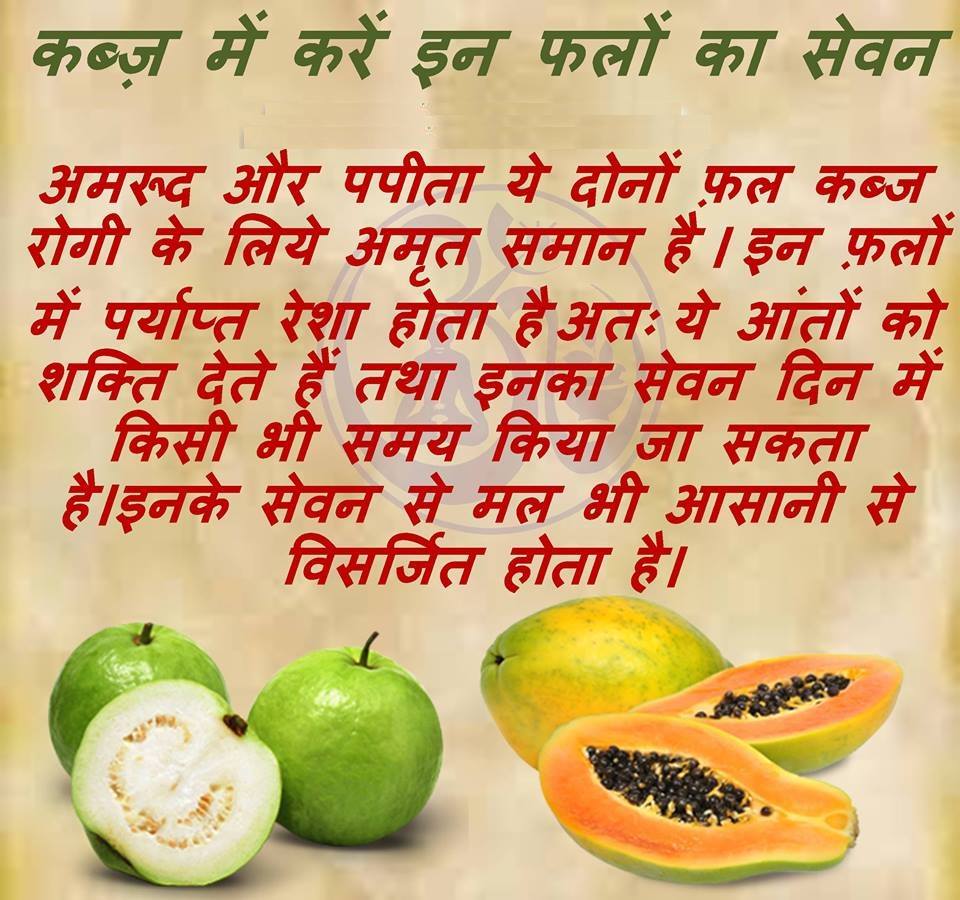 कब्ज़ में करें इन फलों का सेवन
अमरूद और पपीता ये दोनों फ़ल कब्ज
रोगी के लिये अमृत समान है । इन फ़लों
में पर्याप्त रेशा होता है अतः ये आंतों को
शक्ति देते हैं तथा इनका सेवन दिन में
किसी भी समय किया जा सकता
है।इनके सेवन से मल भी आसानी से
विसर्जित होता है।